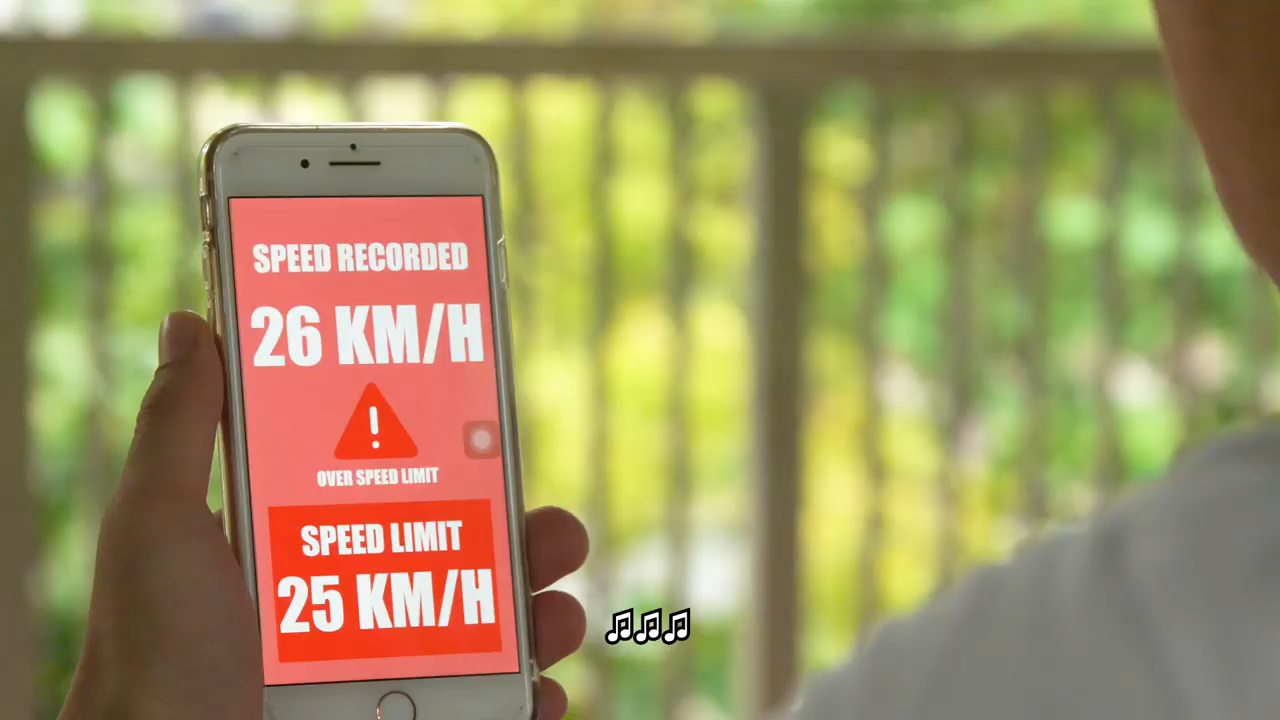 SPEED RECORDED
26 KM/H
OVER SPEED LIMIT
SPEED LIMIT
25 KM/H